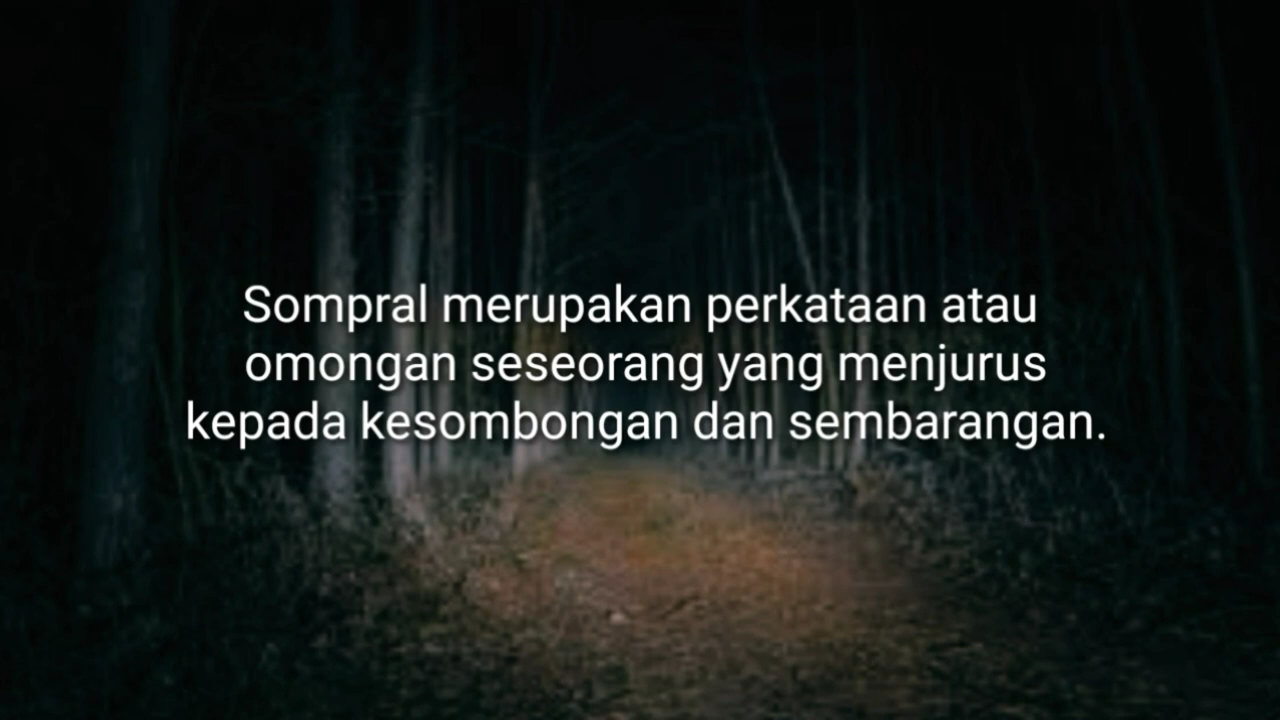 Sompral merupakan perkataan atau
omongan seseorang yang menjurus
kepada kesombongan dan sembarangan.